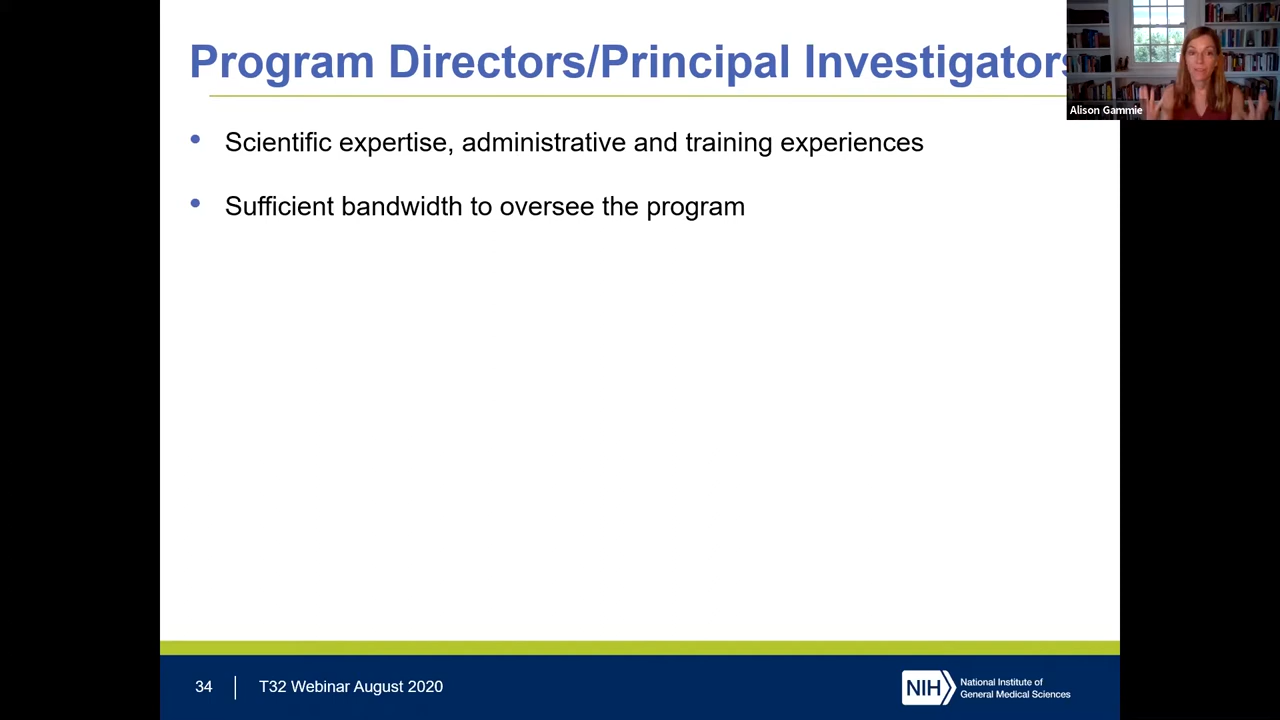 Program Directors/Principal Investigators
Alison Gammie
• Scientific expertise, administrative and training experiences
• Sufficient bandwidth to oversee the program
34 T32 Webinar August 2020
NIH National Institute of
General Medical Sciences